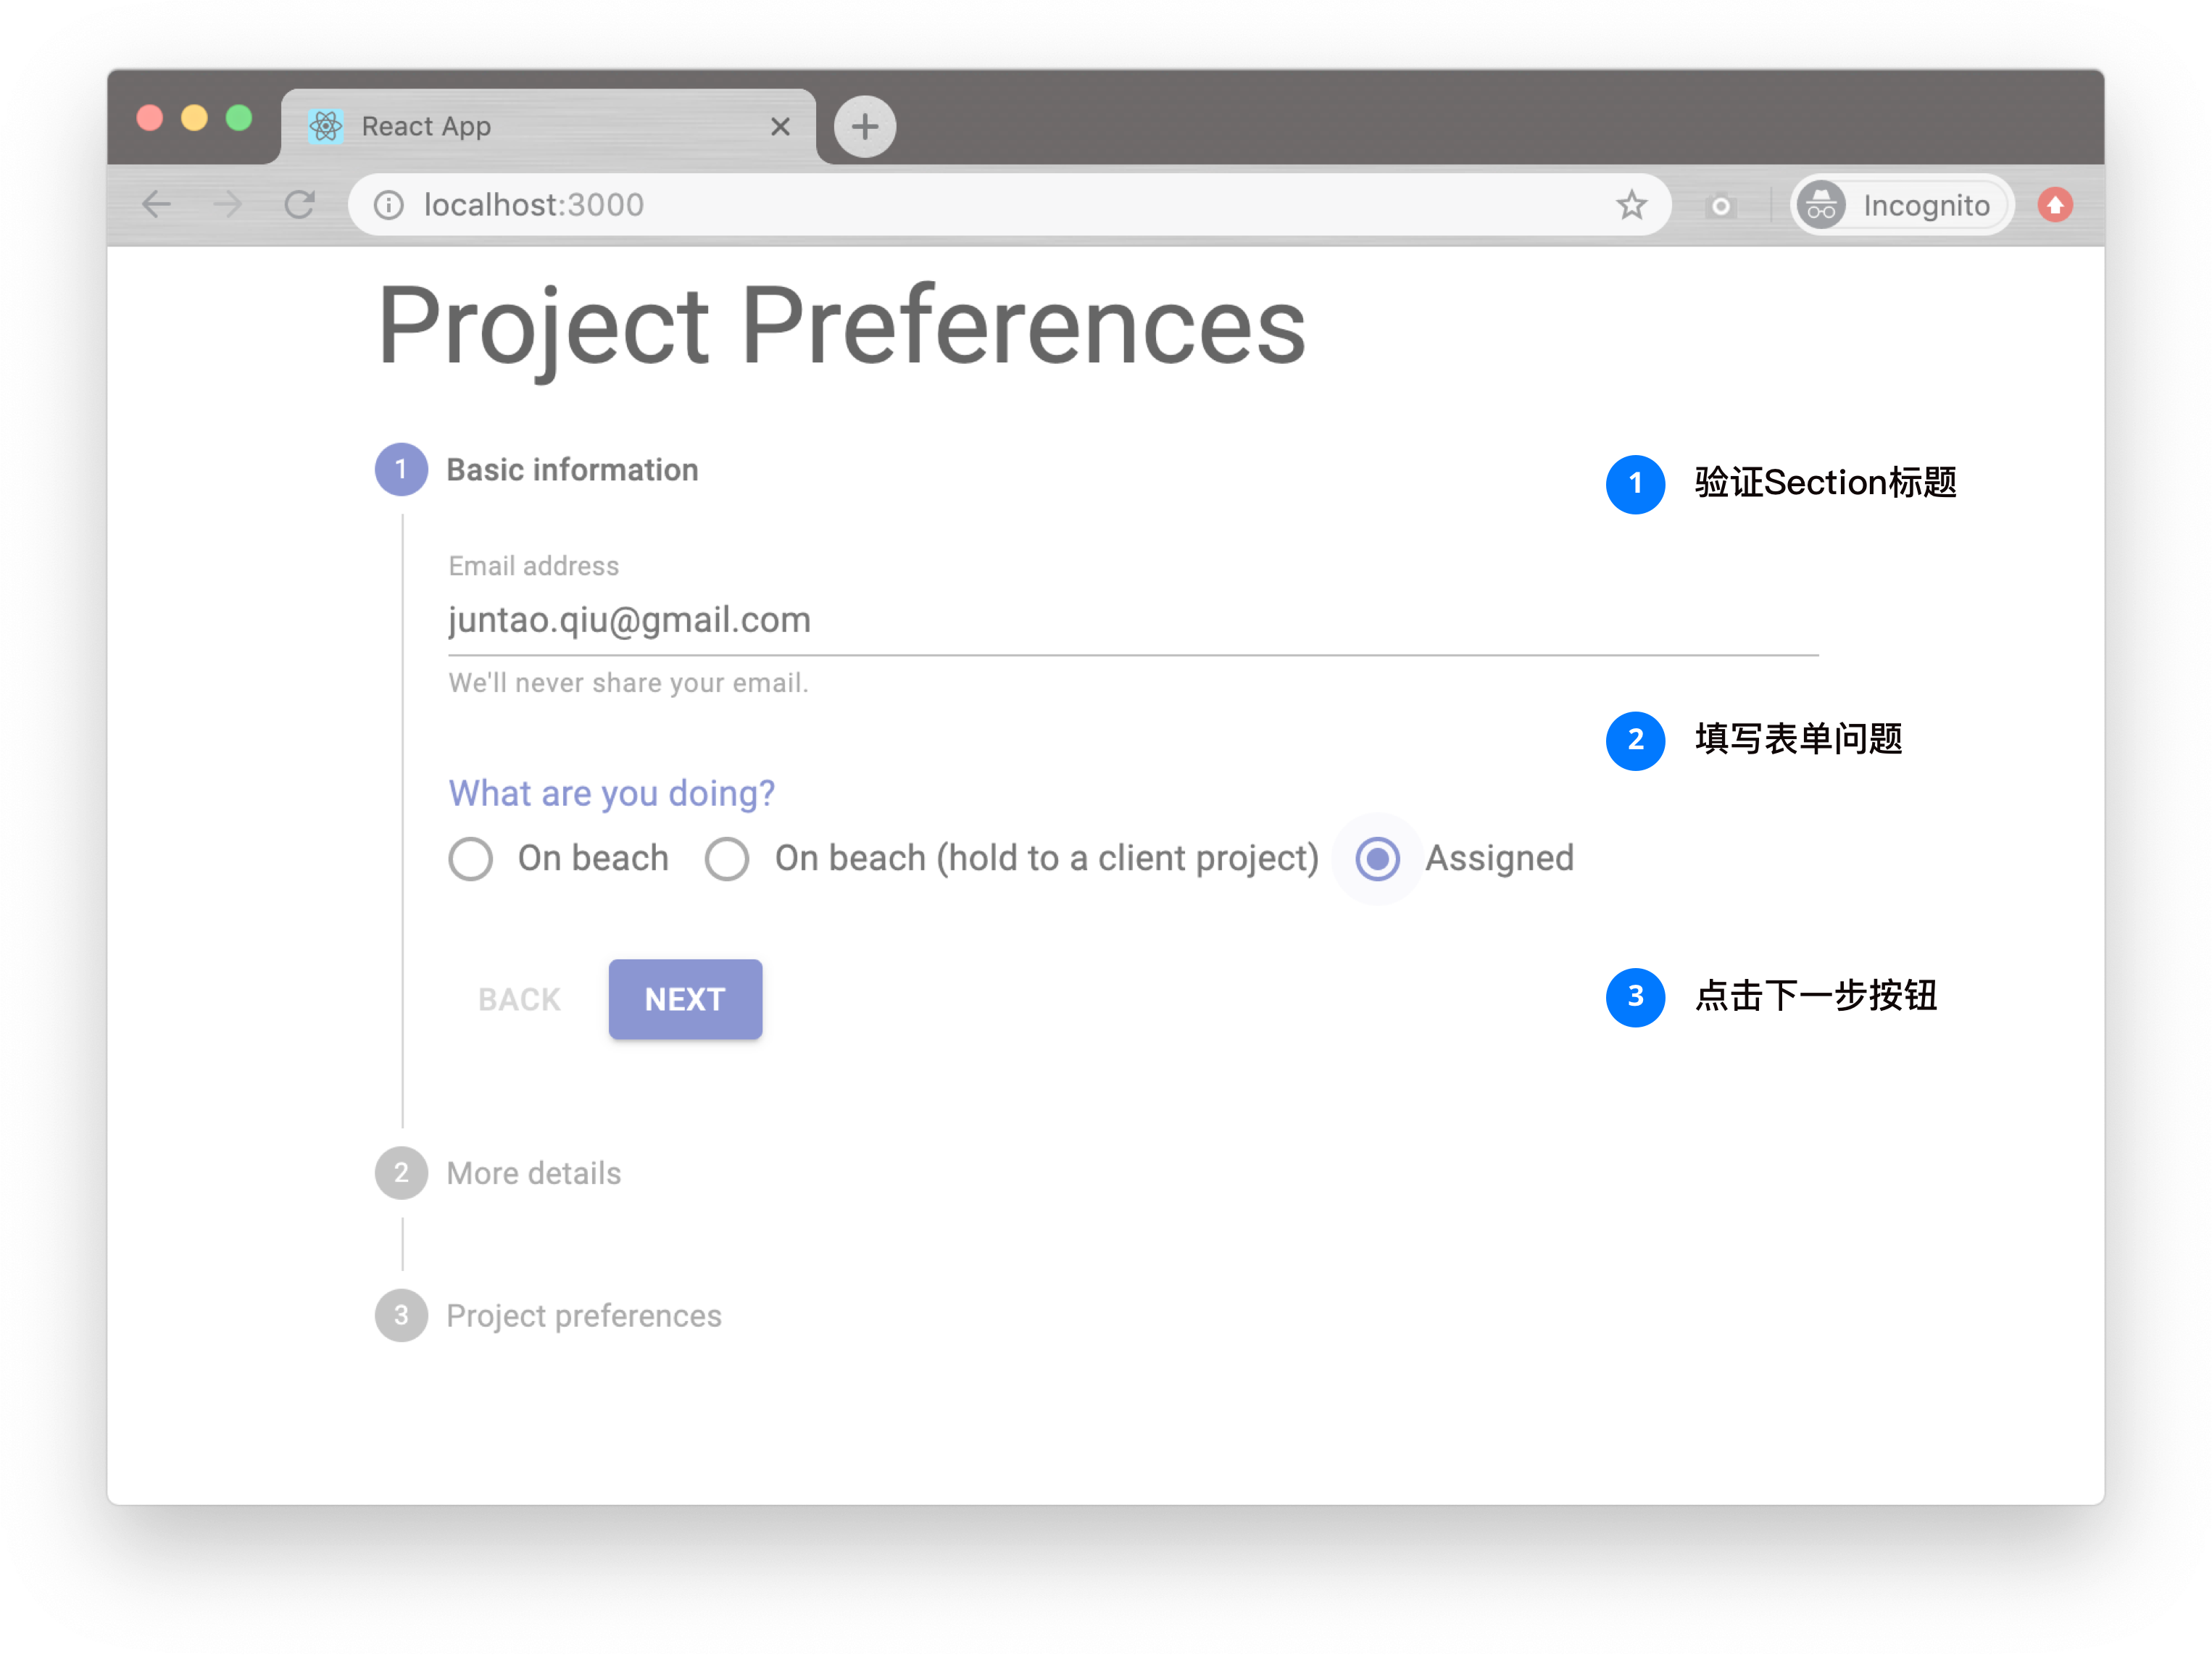 React App
localhost:3000
Incognito
Project Preferences
1 Basic information
1 验证Section标题
Email address
juntao.qiu@gmail.com
We'll never share your email.
2 填写表单问题
What are you doing?
On beach On beach (hold to a client project) Assigned
BACK NEXT
3 点击下一步按钮
2 More details
3 Project preferences